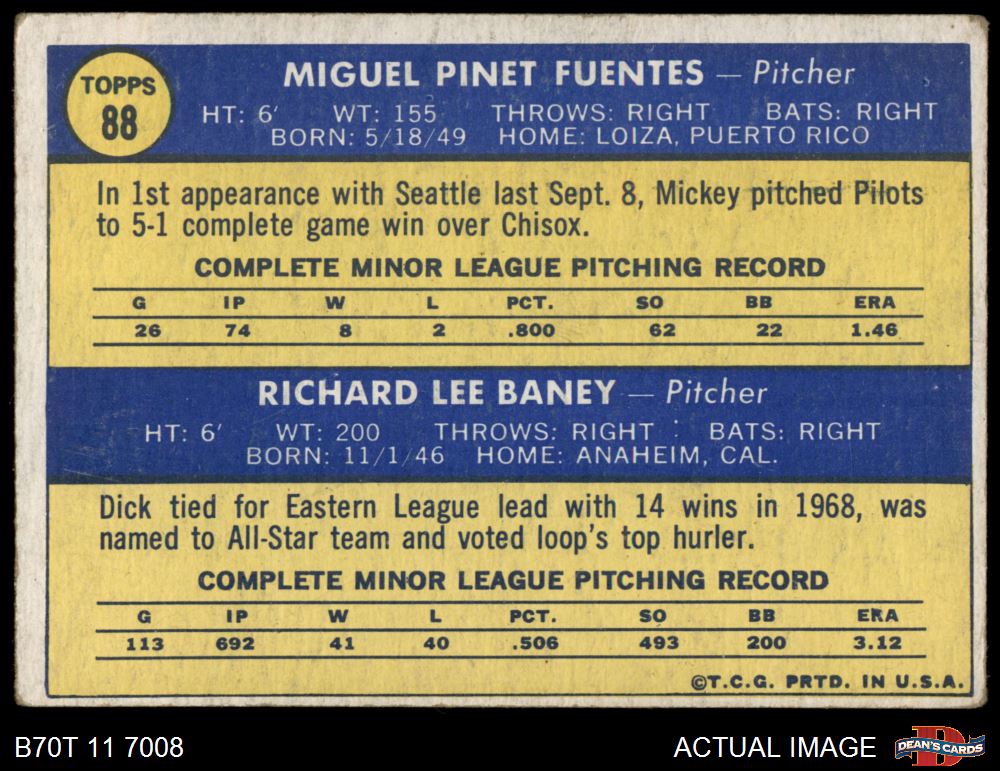 TOPPS
88
MIGUEL PINET FUENTES — Pitcher
HT: 6' WT: 155 THROWS: RIGHT BATS: RIGHT
BORN: 5/18/49 HOME: LOIZA, PUERTO RICO
In 1st appearance with Seattle last Sept. 8, Mickey pitched Pilots
to 5-1 complete game win over Chisox.
COMPLETE MINOR LEAGUE PITCHING RECORD
G IP W L PCT. SO BB ERA
26 74 8 2 .800 62 22 1.46
RICHARD LEE BANEY — Pitcher
HT: 6' WT: 200 THROWS: RIGHT BATS: RIGHT
BORN: 11/1/46 HOME: ANAHEIM, CAL.
Dick tied for Eastern League lead with 14 wins in 1968, was
named to All-Star team and voted loop's top hurler.
COMPLETE MINOR LEAGUE PITCHING RECORD
G IP W L PCT. SO BB ERA
113 692 41 40 .506 493 200 3.12
©T.C.G. PRTD. IN U.S.A.
B70T 11 7008
ACTUAL IMAGE
DEAN'S CARDS